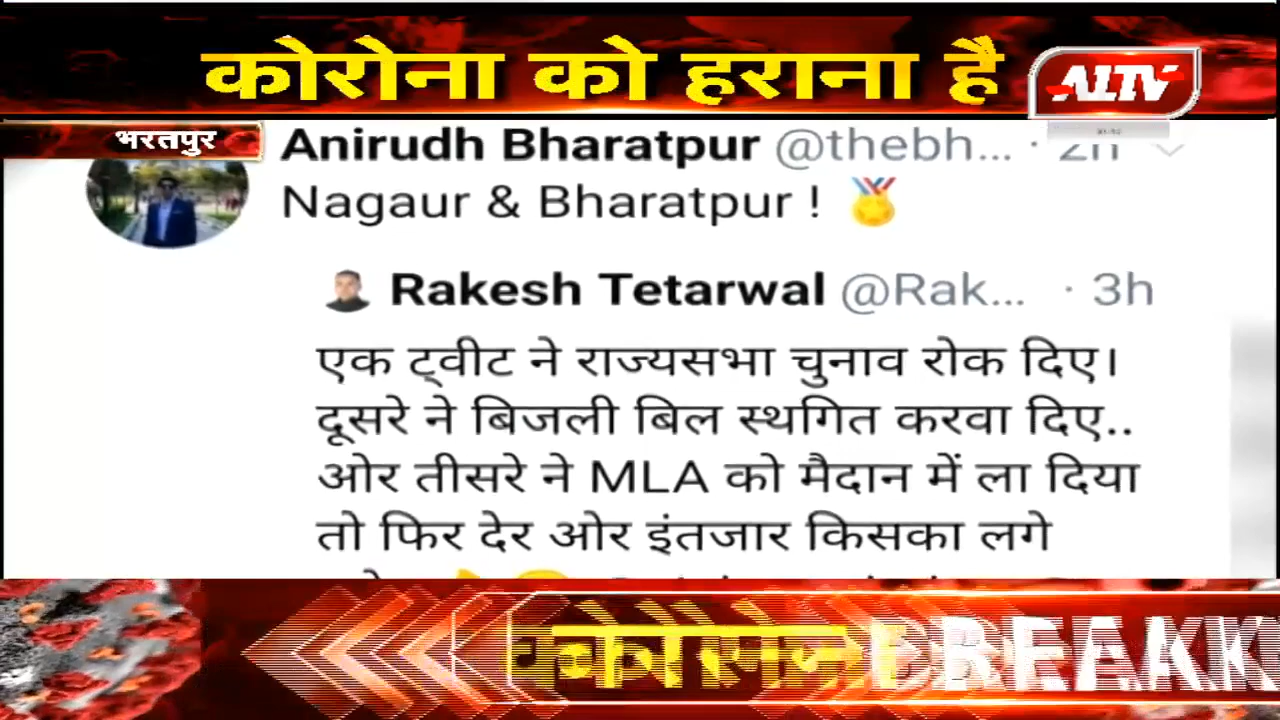 कोरोना को हराना है
ALTV
भरतपुर
Anirudh Bharatpur @thebh... · 2h
Nagaur & Bharatpur ! 🏅
Rakesh Tetarwal @Rak... · 3h
एक ट्वीट ने राज्यसभा चुनाव रोक दिए।
दूसरे ने बिजली बिल स्थगित करवा दिए..
ओर तीसरे ने MLA को मैदान में ला दिया
तो फिर देर ओर इंतजार किसका लगे